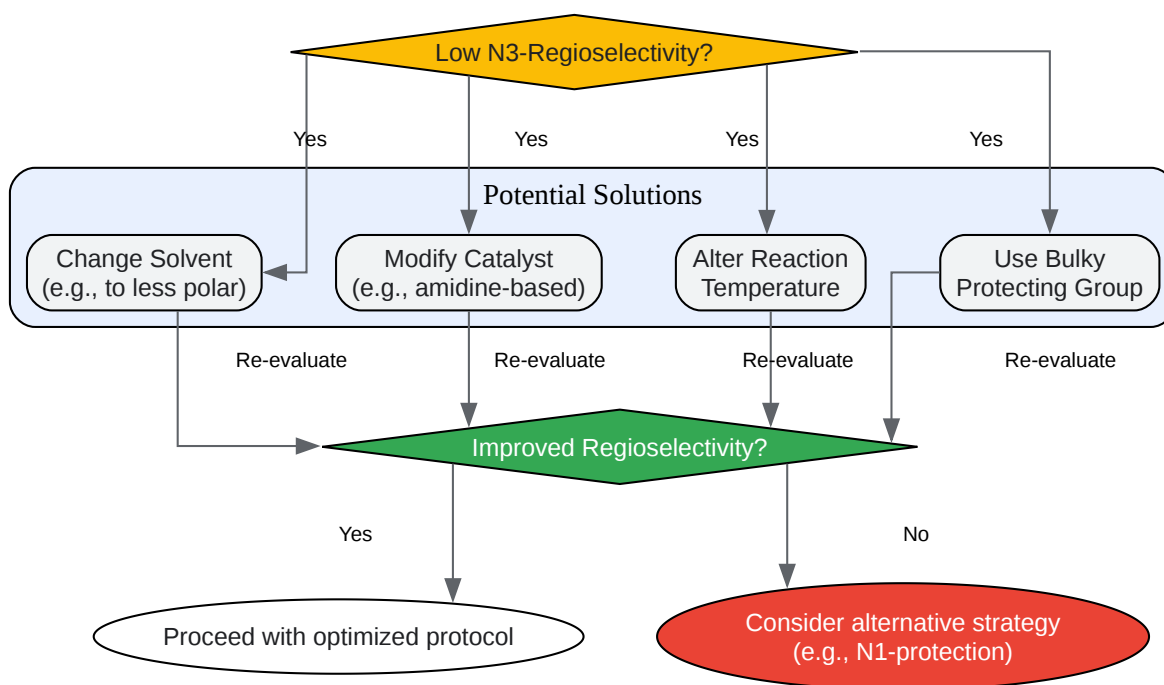 Low N3-Regioselectivity?
Yes
Yes
Yes
Yes
Potential Solutions
Change Solvent
(e.g., to less polar)
Modify Catalyst
(e.g., amidine-based)
Alter Reaction
Temperature
Use Bulky
Protecting Group
Re-evaluate
Re-evaluate
Re-evaluate
Re-evaluate
Improved Regioselectivity?
Yes
No
Proceed with optimized protocol
Consider alternative strategy
(e.g., N1-protection)